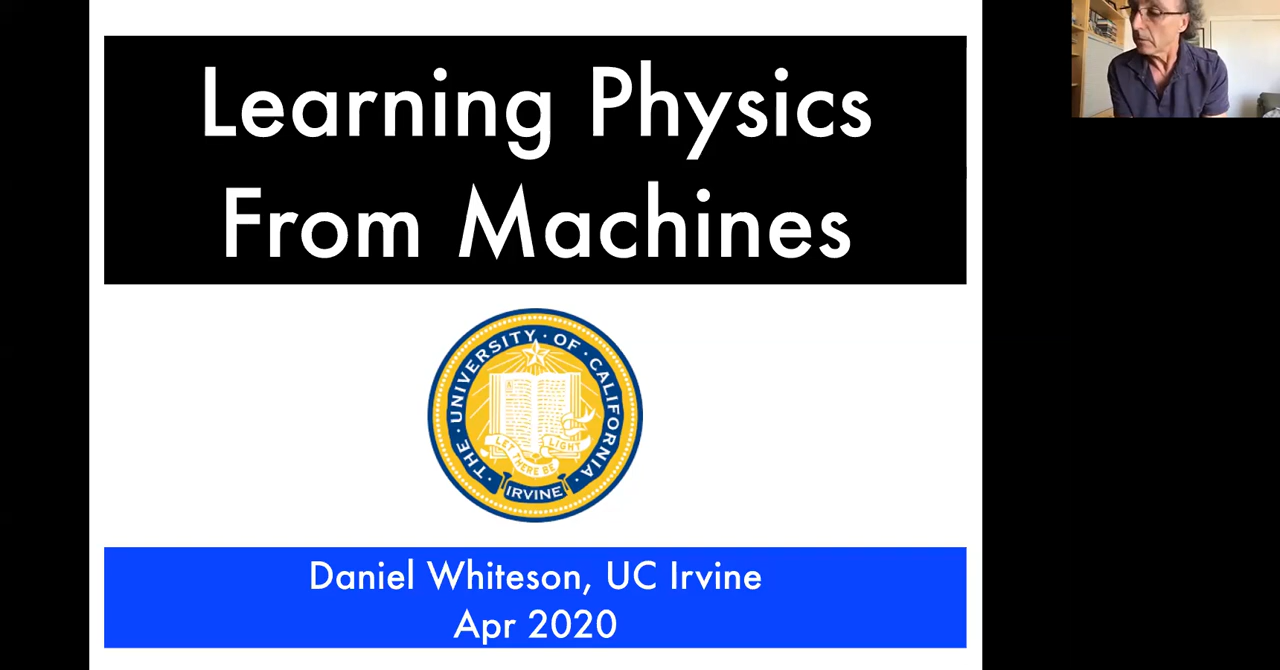 Learning Physics
From Machines
THE · UNIVERSITY · OF · CALIFORNIA
LET THERE BE LIGHT
IRVINE
Daniel Whiteson, UC Irvine
Apr 2020